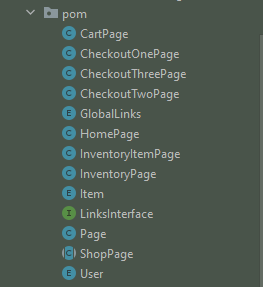 pom
C CartPage
C CheckoutOnePage
C CheckoutThreePage
C CheckoutTwoPage
E GlobalLinks
C HomePage
C InventoryItemPage
C InventoryPage
E Item
I LinksInterface
C Page
C ShopPage
E User